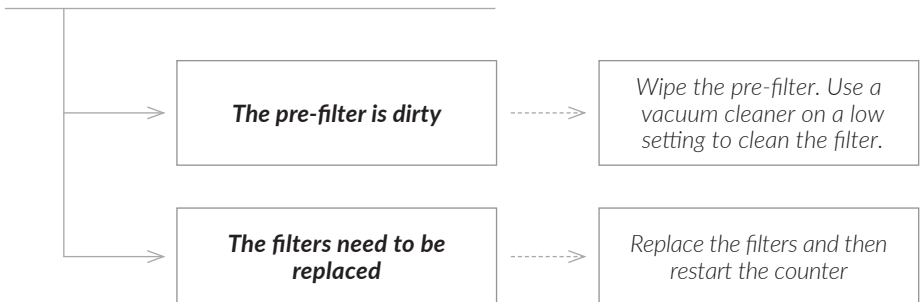 The pre-filter is dirty
Wipe the pre-filter. Use a
vacuum cleaner on a low
setting to clean the filter.
The filters need to be
replaced
Replace the filters and then
restart the counter